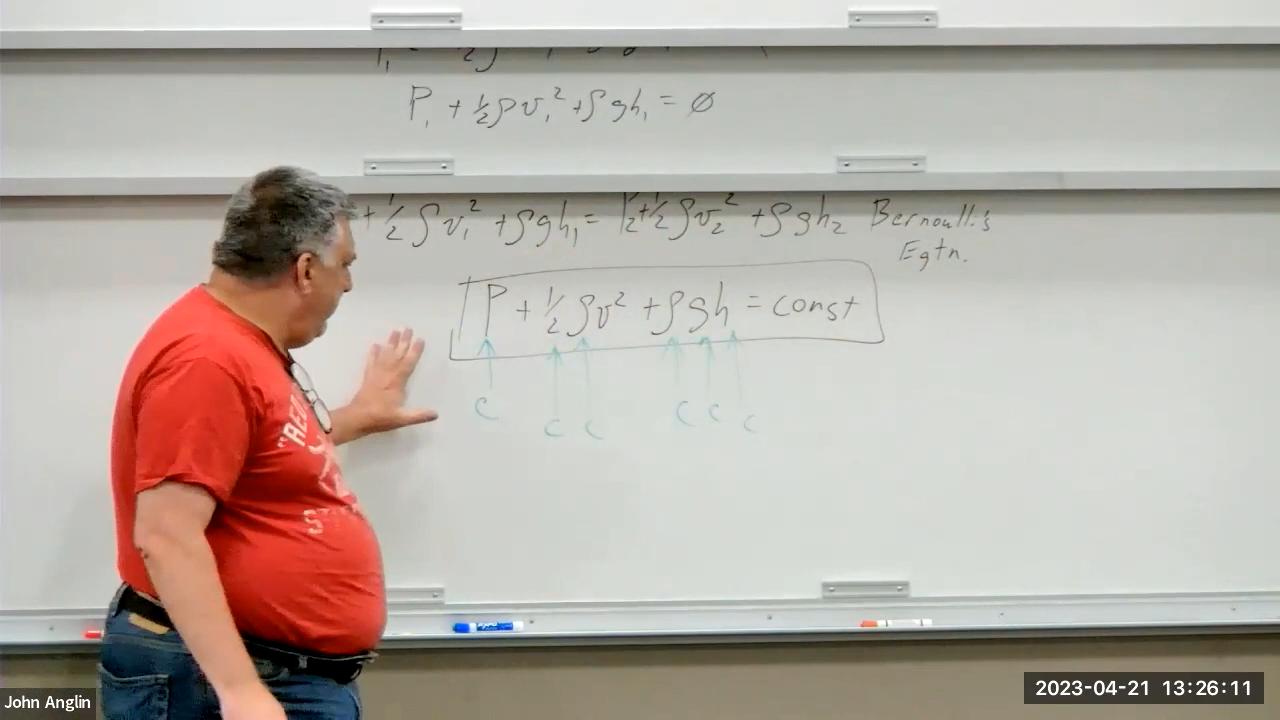 P₁ + ½ρv₁² + ρgh₁ = ∅
+ ½ρv₁² + ρgh₁ = P₂ + ½ρv₂² + ρgh₂ Bernoulli's
Eqtn.
P + ½ρv² + ρgh = const
C C C C C C
John Anglin
2023-04-21 13:26:11